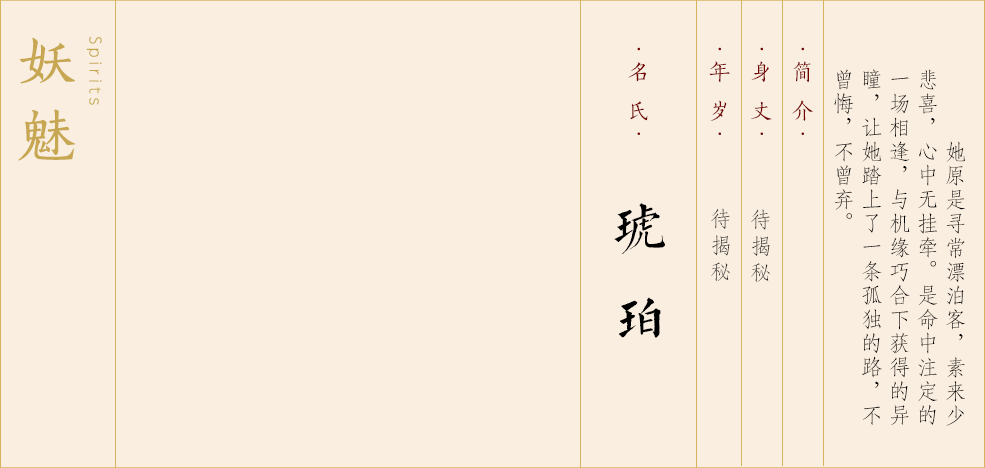 妖魅
Spirits
·名氏·
琥珀
·年岁·
待揭秘
·身丈·
待揭秘
·简介·
她原是寻常漂泊客，素来少
悲喜，心中无挂牵。是命中注定的
一场相逢，与机缘巧合下获得的异
瞳，让她踏上了一条孤独的路，不
曾悔，不曾弃。